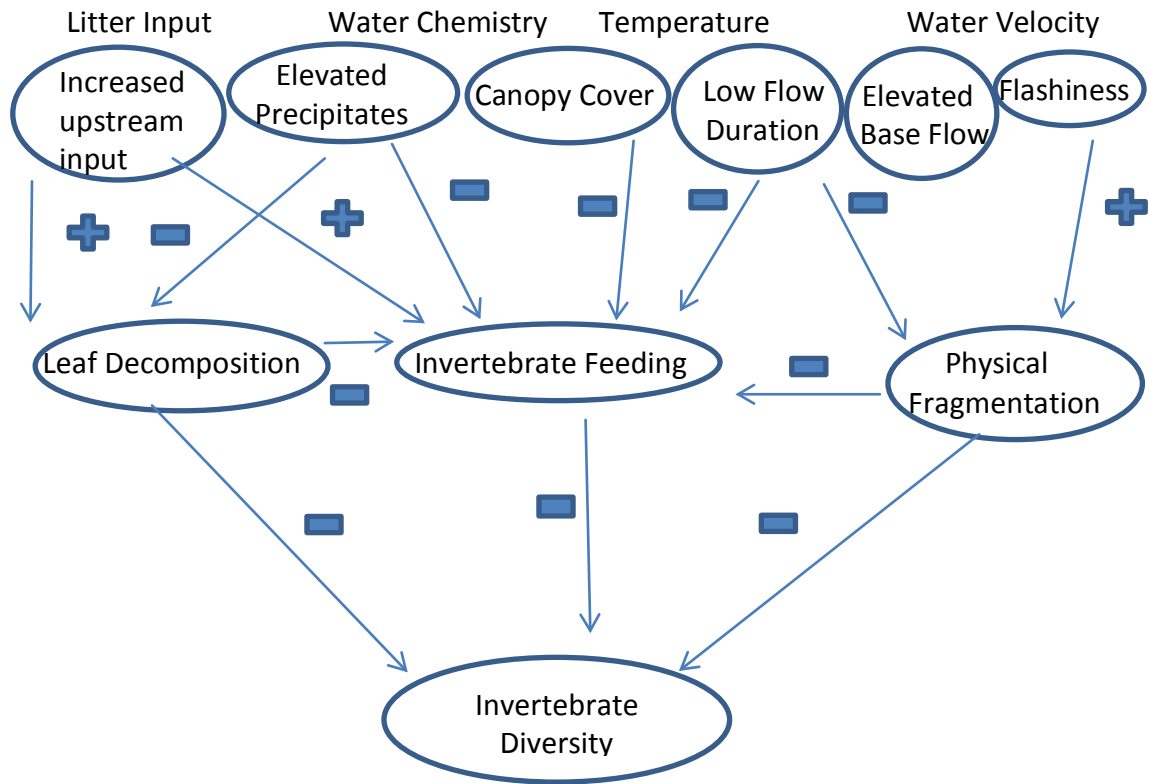 Litter Input
Water Chemistry
Temperature
Water Velocity
Increased
upstream
input
Elevated
Precipitates
Canopy Cover
Low Flow
Duration
Elevated
Base Flow
Flashiness
Leaf Decomposition
Invertebrate Feeding
Physical
Fragmentation
Invertebrate
Diversity